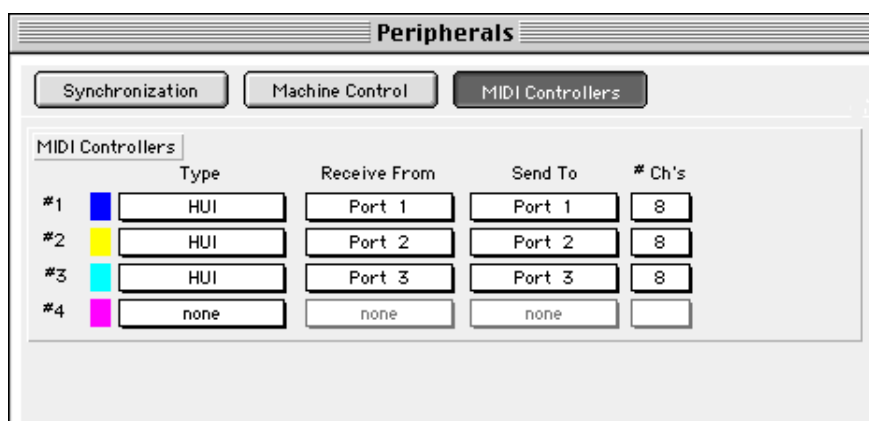 Peripherals
Synchronization Machine Control MIDI Controllers
MIDI Controllers
Type Receive From Send To # Ch's
#1 HUI Port 1 Port 1 8
#2 HUI Port 2 Port 2 8
#3 HUI Port 3 Port 3 8
#4 none none none